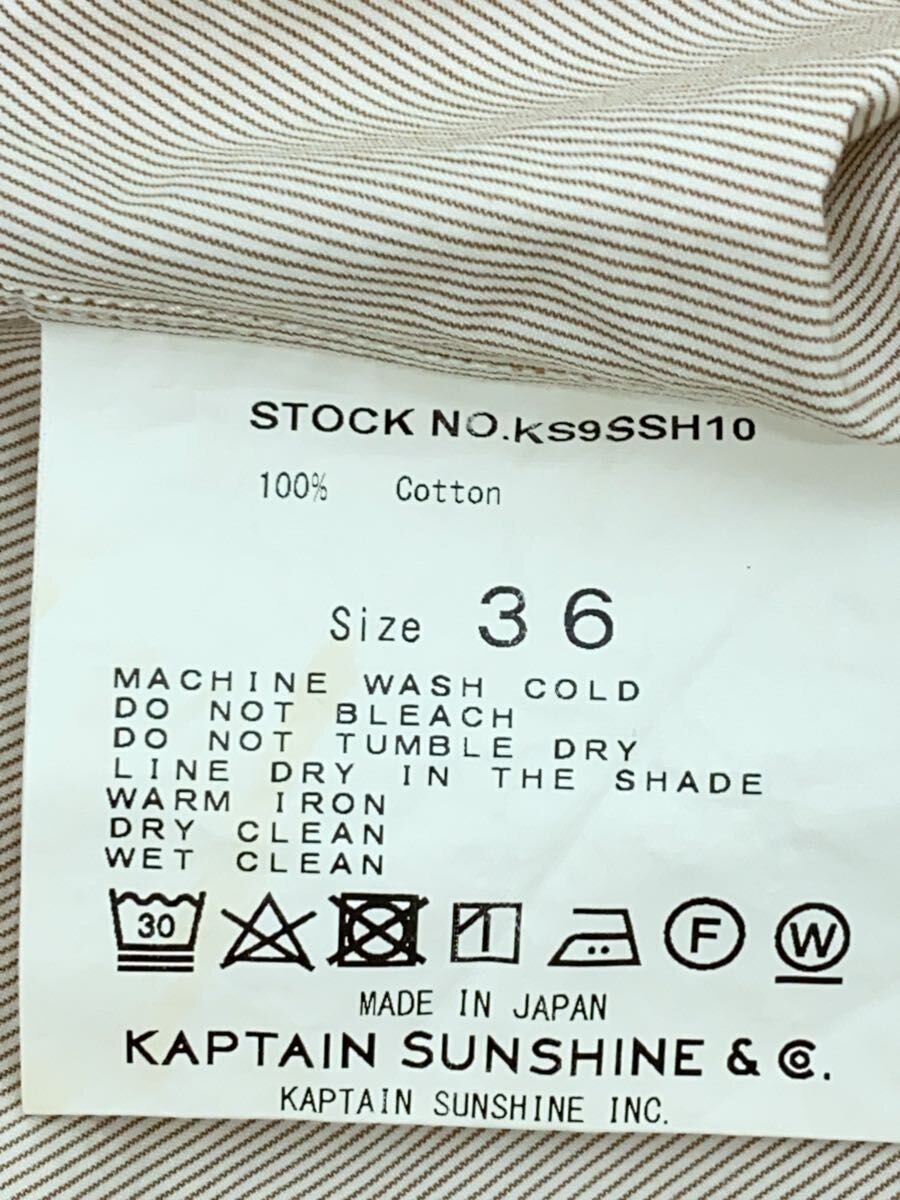 STOCK NO.KS9SSH10
100% Cotton
Size 36
MACHINE WASH COLD
DO NOT BLEACH
DO NOT TUMBLE DRY
LINE DRY IN THE SHADE
WARM IRON
DRY CLEAN
WET CLEAN
30 F W
MADE IN JAPAN
KAPTAIN SUNSHINE & Co.
KAPTAIN SUNSHINE INC.